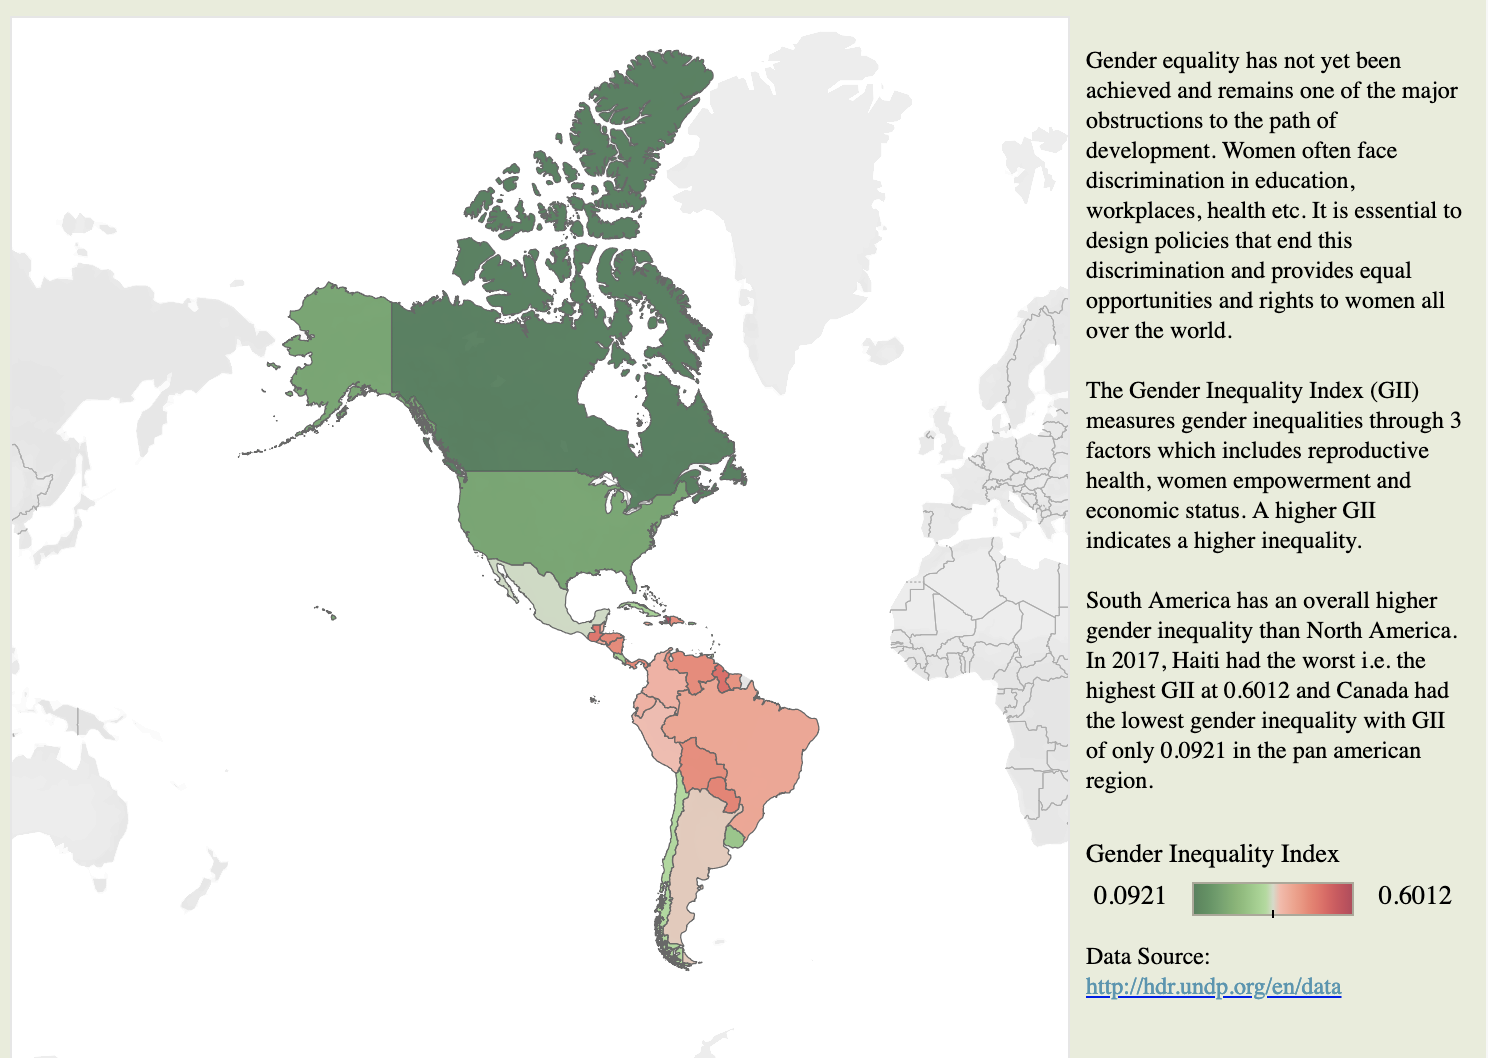 Gender equality has not yet been
achieved and remains one of the major
obstructions to the path of
development. Women often face
discrimination in education,
workplaces, health etc. It is essential to
design policies that end this
discrimination and provides equal
opportunities and rights to women all
over the world.
The Gender Inequality Index (GII)
measures gender inequalities through 3
factors which includes reproductive
health, women empowerment and
economic status. A higher GII
indicates a higher inequality.
South America has an overall higher
gender inequality than North America.
In 2017, Haiti had the worst i.e. the
highest GII at 0.6012 and Canada had
the lowest gender inequality with GII
of only 0.0921 in the pan american
region.
Gender Inequality Index
0.0921 0.6012
Data Source:
http://hdr.undp.org/en/data